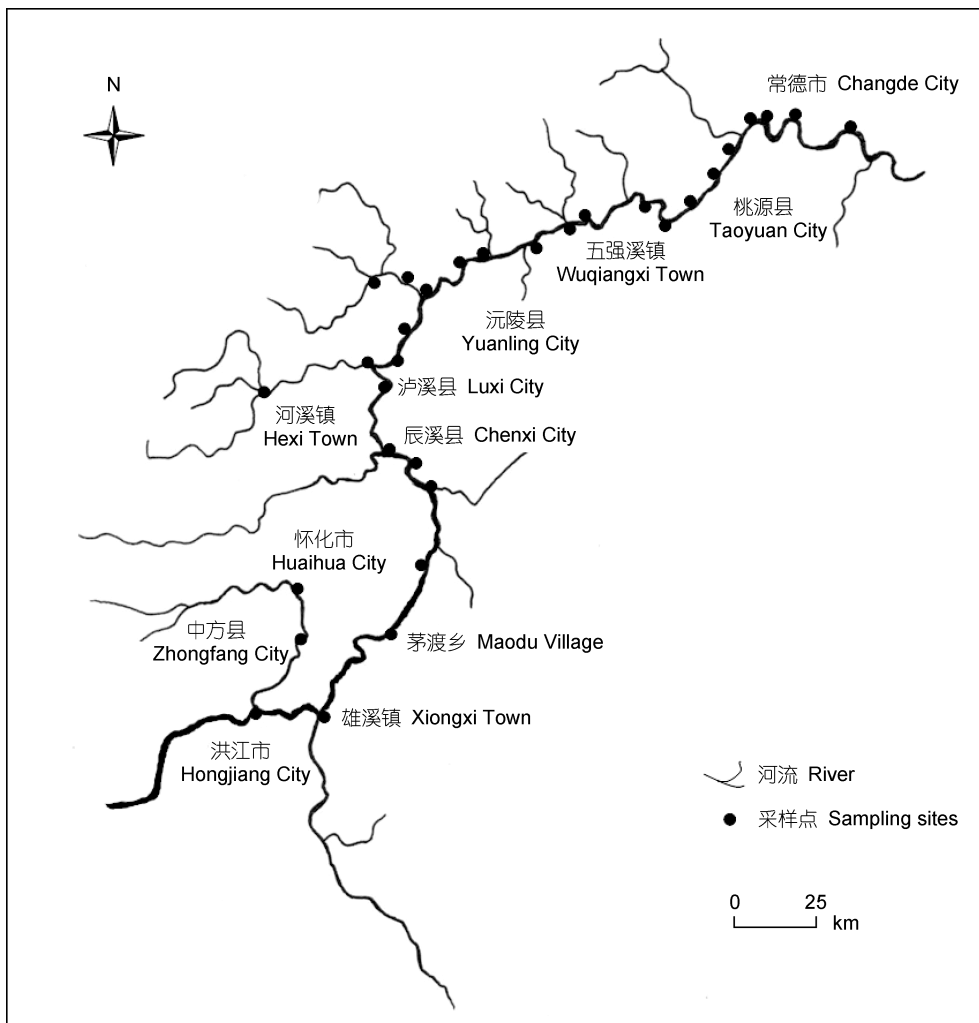 N
常德市 Changde City
桃源县
Taoyuan City
五强溪镇
Wuqiangxi Town
沅陵县
Yuanling City
泸溪县 Luxi City
河溪镇
Hexi Town
辰溪县 Chenxi City
怀化市
Huaihua City
中方县
Zhongfang City
茅渡乡 Maodu Village
雄溪镇 Xiongxi Town
洪江市
Hongjiang City
河流 River
采样点 Sampling sites
0 25
km